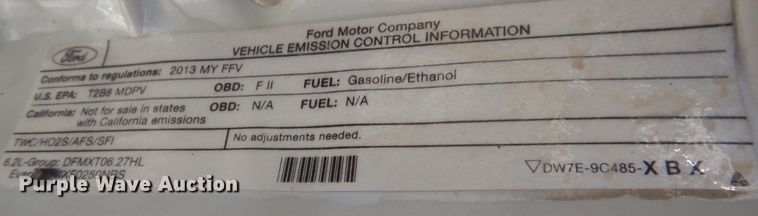 Ford Motor Company
VEHICLE EMISSION CONTROL INFORMATION
Ford
Conforms to regulations: 2013 MY FFV
U.S. EPA: T2B8 MDPV OBD: F II FUEL: Gasoline/Ethanol
California: Not for sale in states OBD: N/A FUEL: N/A
with California emissions
TWC/HO2S/AFS/SFI No adjustments needed.
6.2L-Group: DFMXT06.27HL
▽DW7E-9C485-XBX
Purple Wave Auction